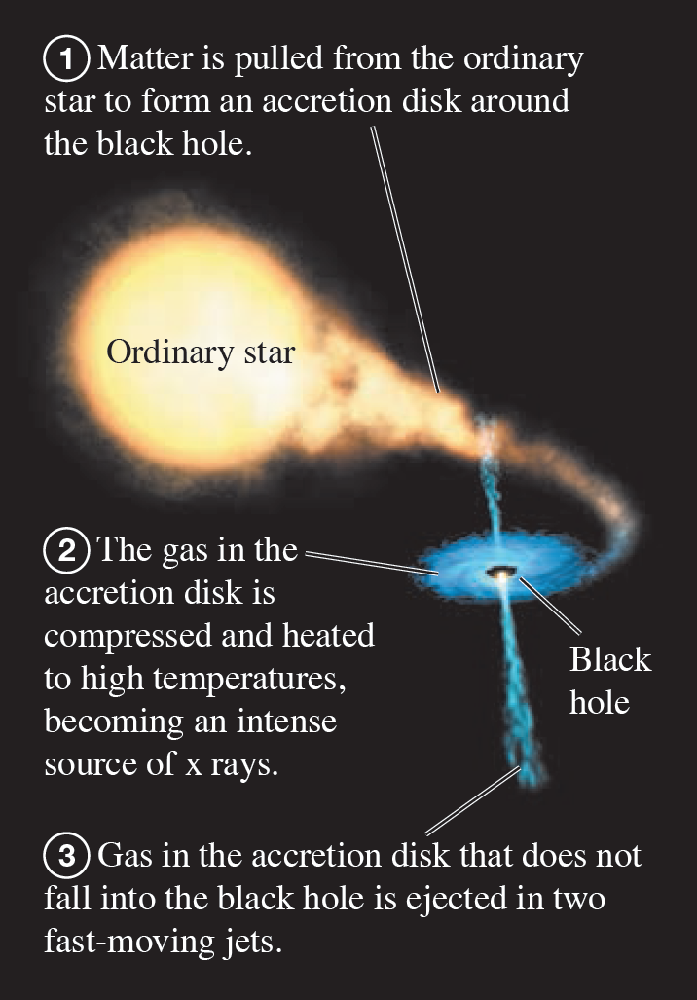 1 Matter is pulled from the ordinary
star to form an accretion disk around
the black hole.
Ordinary star
2 The gas in the
accretion disk is
compressed and heated
to high temperatures,
becoming an intense
source of x rays.
Black
hole
3 Gas in the accretion disk that does not
fall into the black hole is ejected in two
fast-moving jets.